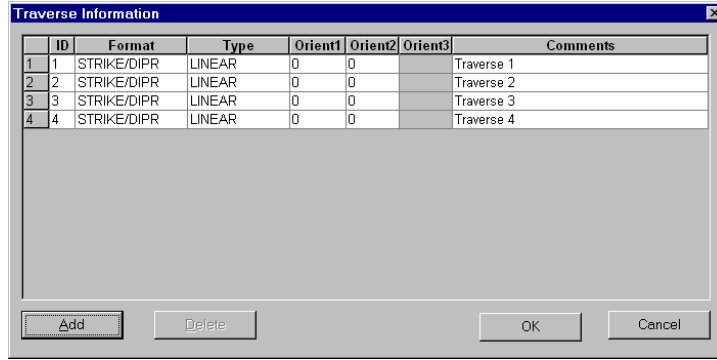 Traverse Information
ID Format Type Orient1 Orient2 Orient3 Comments
1 1 STRIKE/DIPR LINEAR 0 0 Traverse 1
2 2 STRIKE/DIPR LINEAR 0 0 Traverse 2
3 3 STRIKE/DIPR LINEAR 0 0 Traverse 3
4 4 STRIKE/DIPR LINEAR 0 0 Traverse 4
Add Delete OK Cancel